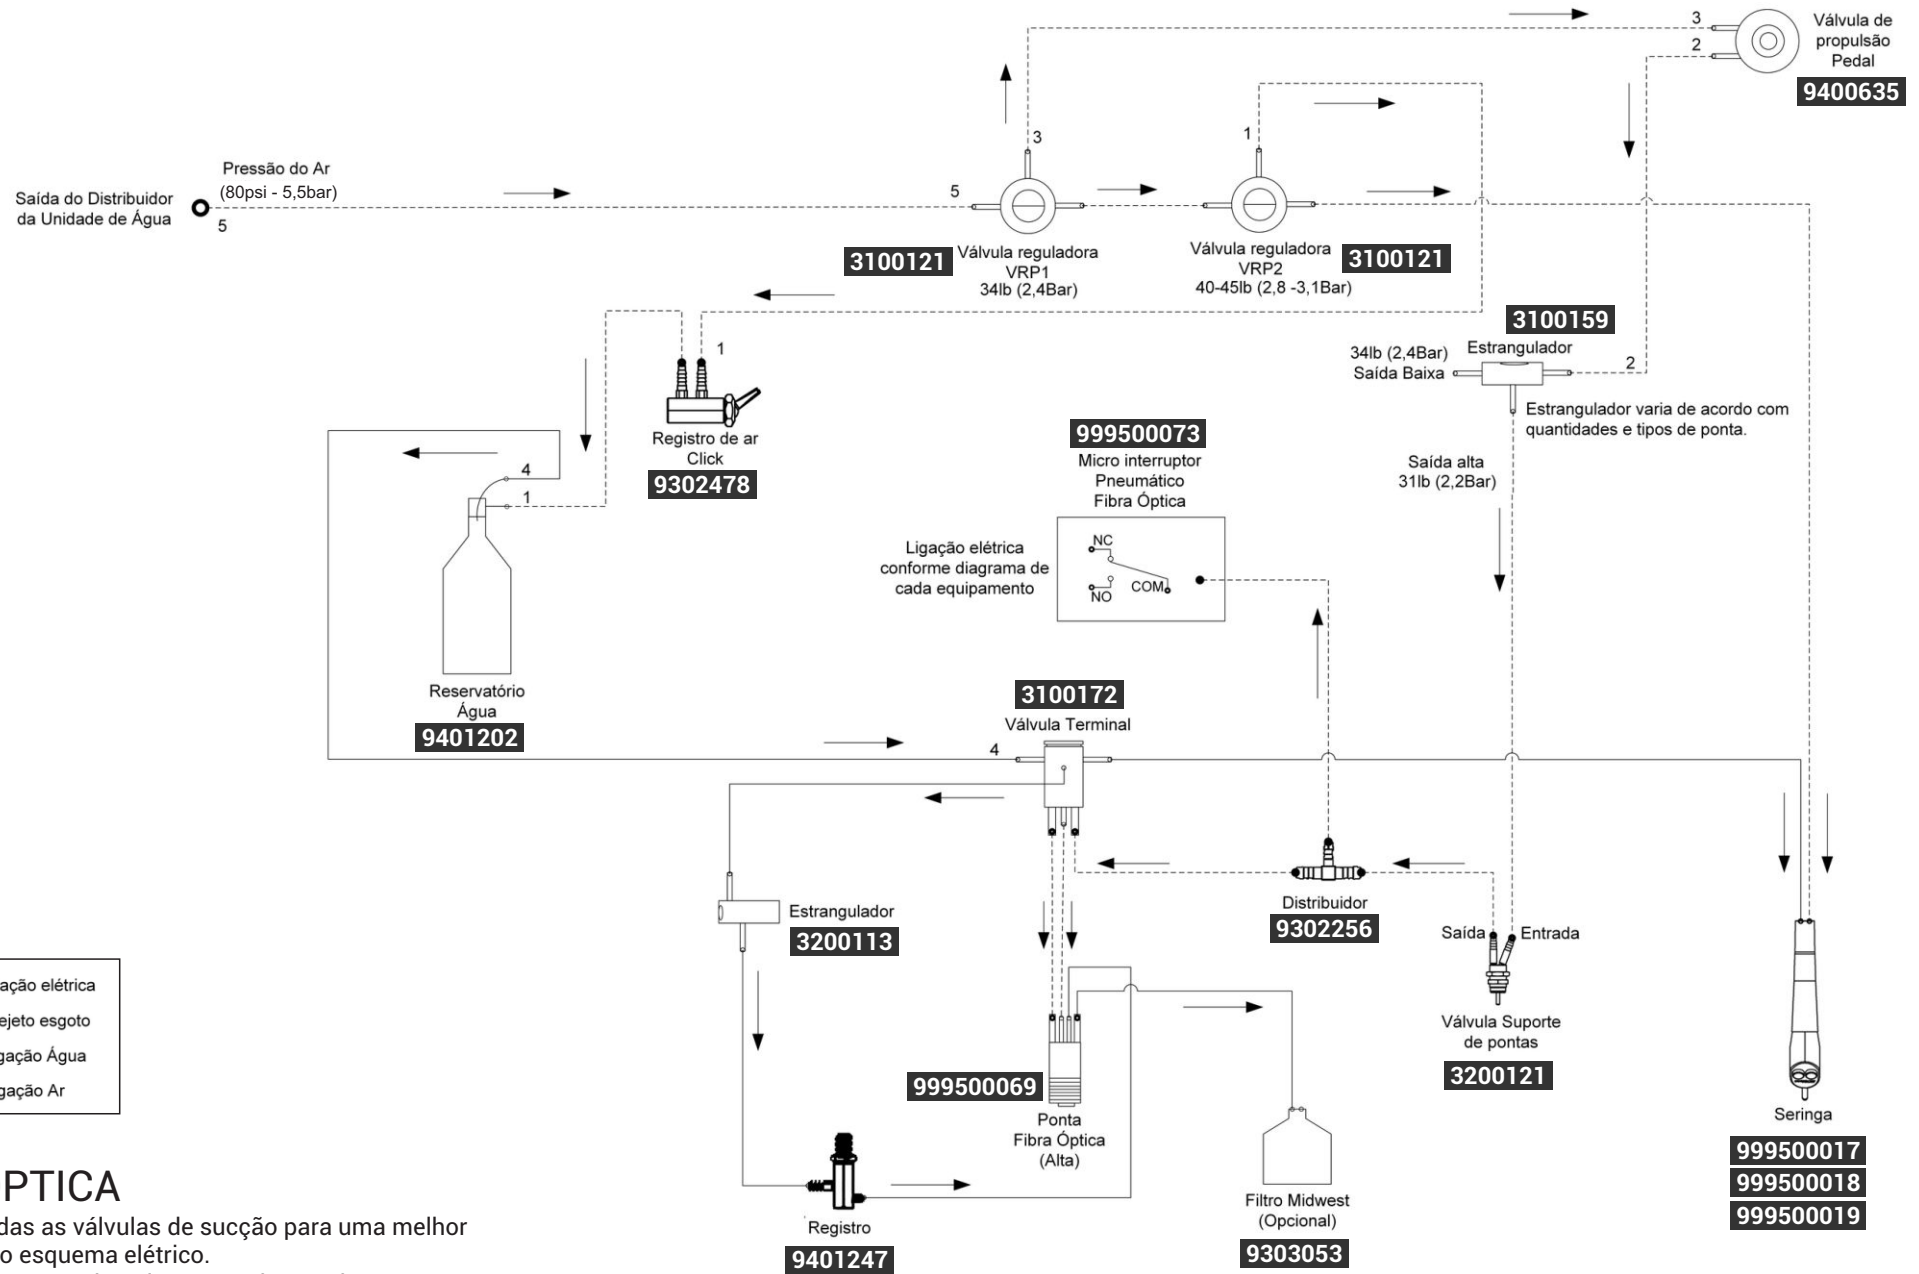 3
2
Válvula de
propulsão
Pedal
9400635
Pressão do Ar
(80psi - 5,5bar)
Saída do Distribuidor
da Unidade de Água
5
5
3
1
3100121
Válvula reguladora
VRP1
34lb (2,4Bar)
Válvula reguladora
VRP2
40-45lb (2,8 -3,1Bar)
3100121
3100159
Estrangulador
34lb (2,4Bar)
Saída Baixa
2
Estrangulador varia de acordo com
quantidades e tipos de ponta.
Saída alta
31lb (2,2Bar)
1
Registro de ar
Click
9302478
4
1
Reservatório
Água
9401202
999500073
Micro interruptor
Pneumático
Fibra Óptica
Ligação elétrica
conforme diagrama de
cada equipamento
NC
NO
COM
3100172
Válvula Terminal
4
Estrangulador
3200113
Distribuidor
9302256
Saída
Entrada
Válvula Suporte
de pontas
3200121
999500069
Ponta
Fibra Óptica
(Alta)
Filtro Midwest
(Opcional)
9303053
Registro
9401247
Seringa
999500017
999500018
999500019
ação elétrica
ejeto esgoto
gação Água
gação Ar
PTICA
das as válvulas de sucção para uma melhor
o esquema elétrico.